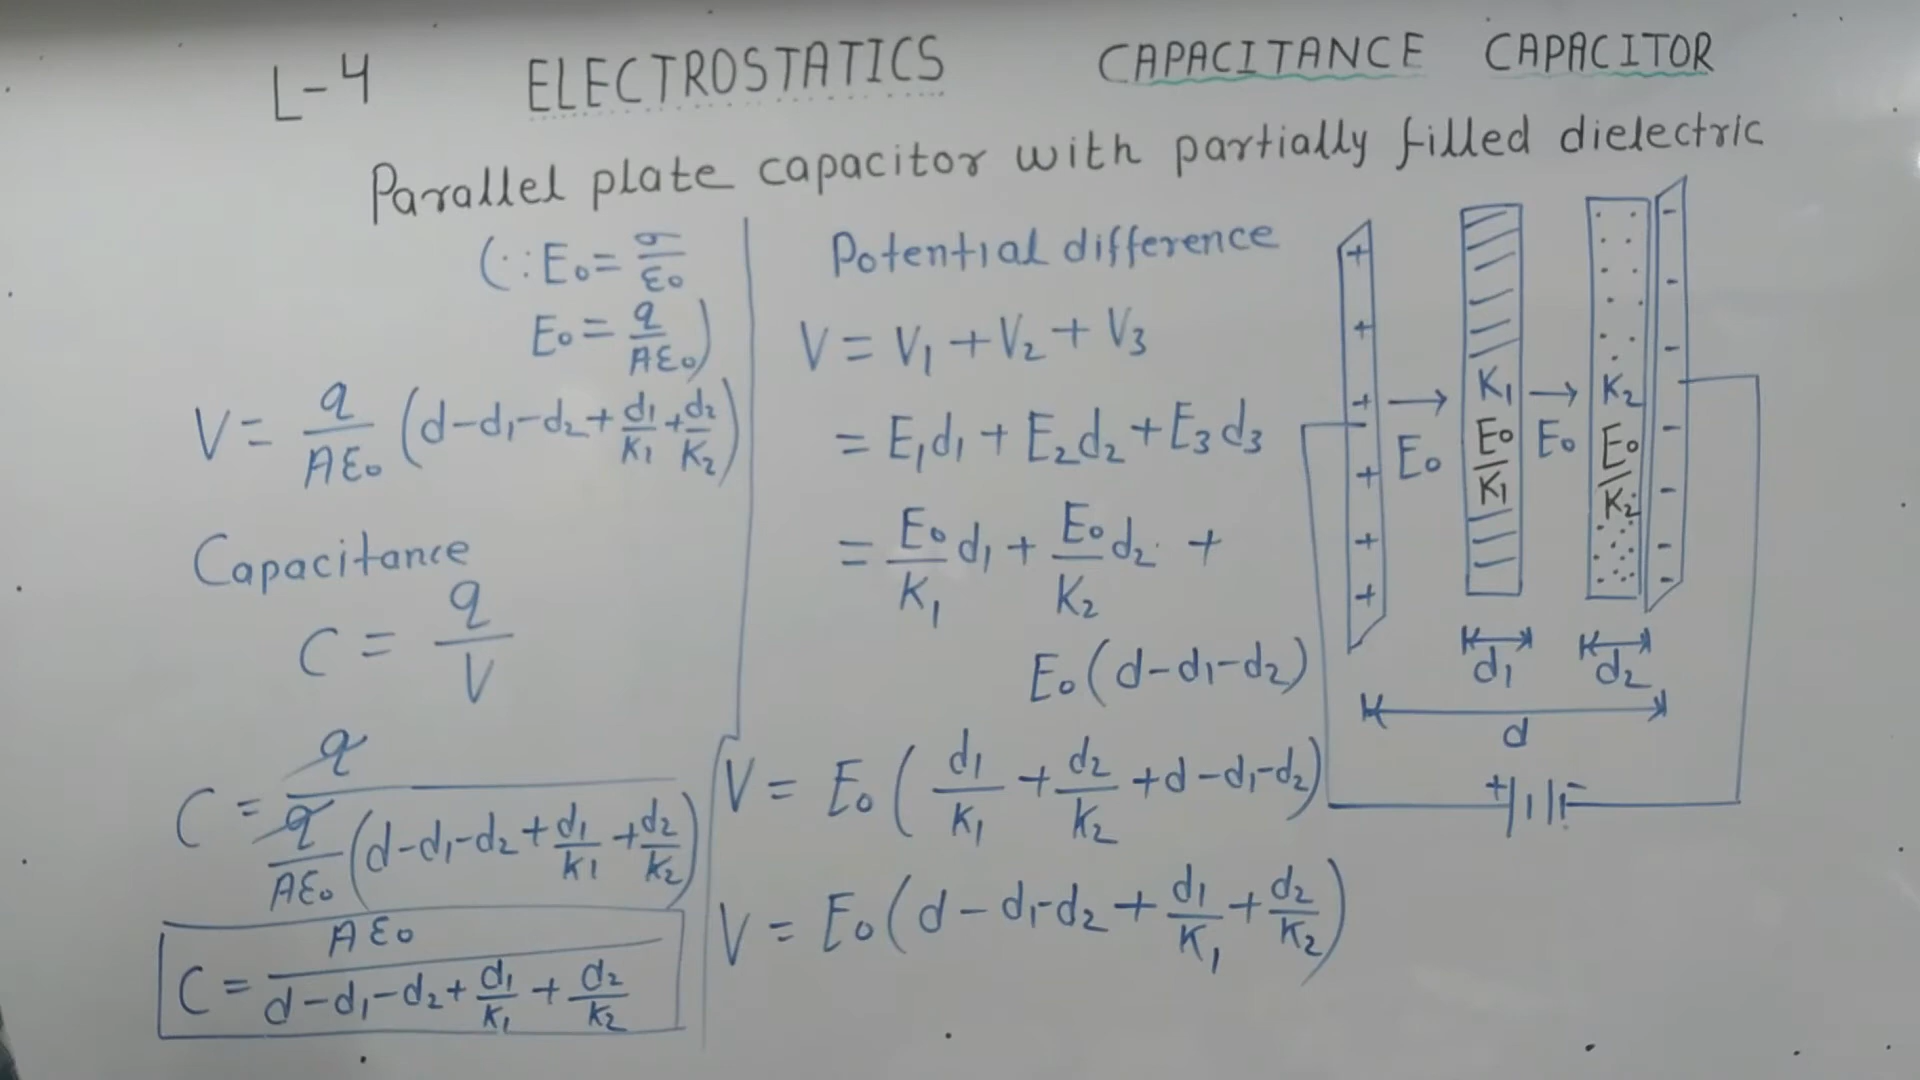 L-4 ELECTROSTATICS CAPACITANCE CAPACITOR
Parallel plate capacitor with partially filled dielectric
Potential difference
V = V₁ + V₂ + V₃
= E₁d₁ + E₂d₂ + E₃d₃
= E₀/K₁ d₁ + E₀/K₂ d₂ +
E₀(d-d₁-d₂)
V = E₀(d₁/K₁ + d₂/K₂ + d-d₁-d₂)
V = E₀(d-d₁-d₂ + d₁/K₁ + d₂/K₂)
(∵ E₀ = σ/ε₀
E₀ = q/Aε₀)
V = q/Aε₀ (d-d₁-d₂ + d₁/K₁ + d₂/K₂)
Capacitance
C = q/V
C = q/(q/Aε₀ (d-d₁-d₂ + d₁/K₁ + d₂/K₂))
C = Aε₀/(d-d₁-d₂ + d₁/K₁ + d₂/K₂)
+ + + + + +
- - - - - - - -
→ K₁ → K₂
E₀ E₀/K₁ E₀ E₀/K₂
d₁ d₂
d
+ -